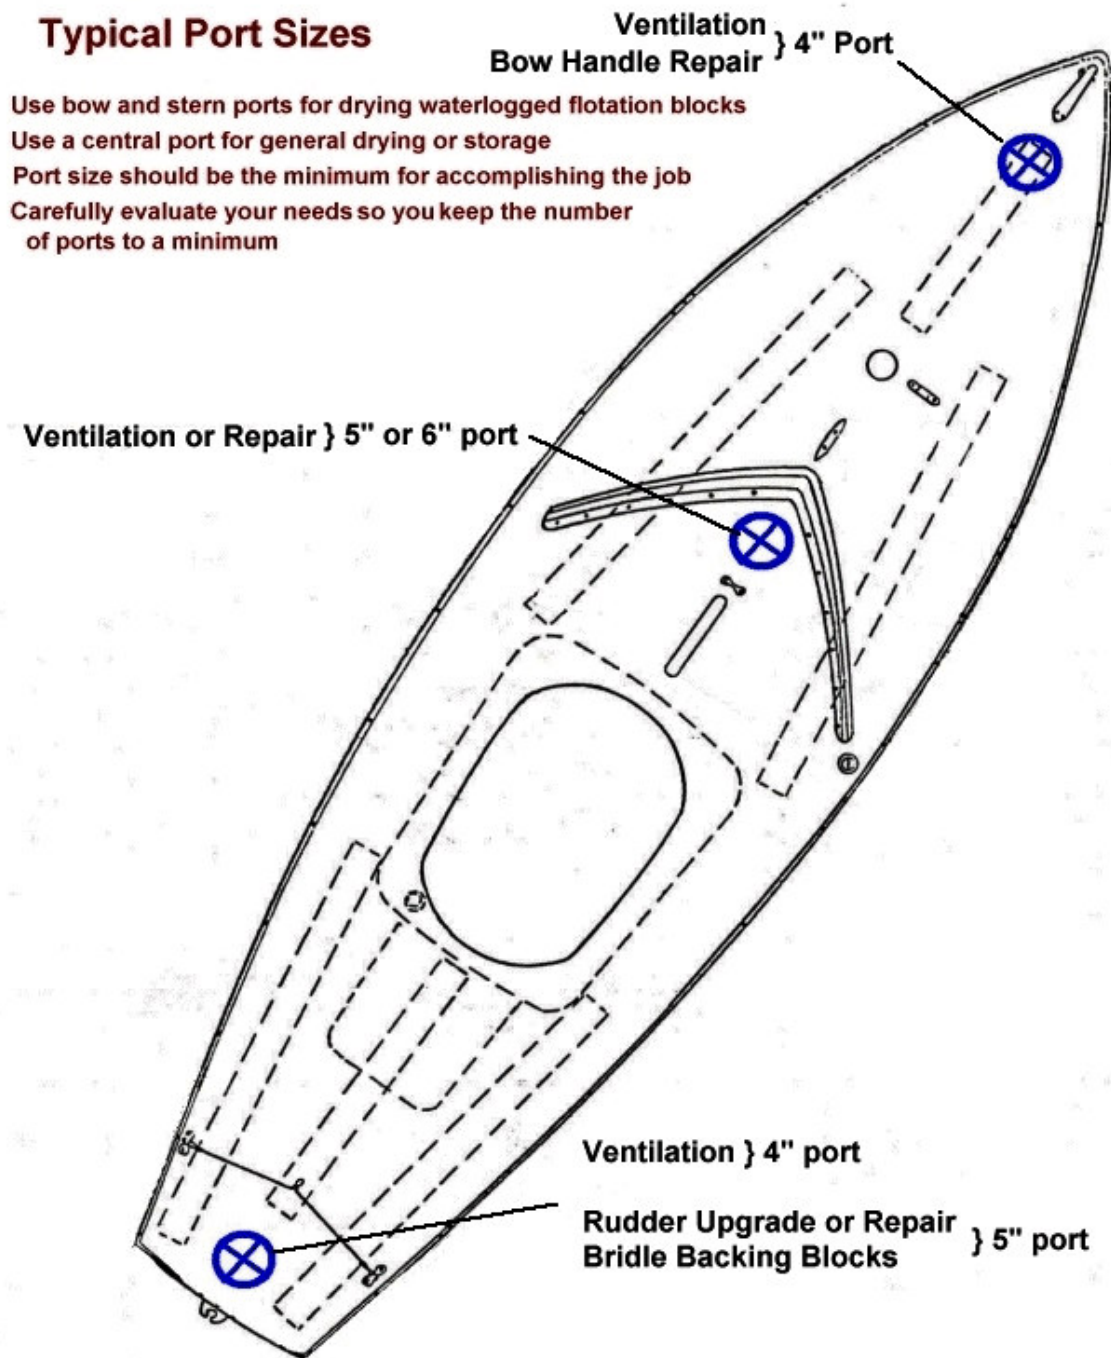 Typical Port Sizes
Ventilation
Bow Handle Repair } 4" Port
Use bow and stern ports for drying waterlogged flotation blocks
Use a central port for general drying or storage
Port size should be the minimum for accomplishing the job
Carefully evaluate your needs so you keep the number
of ports to a minimum
Ventilation or Repair } 5" or 6" port
Ventilation } 4" port
Rudder Upgrade or Repair
Bridle Backing Blocks } 5" port